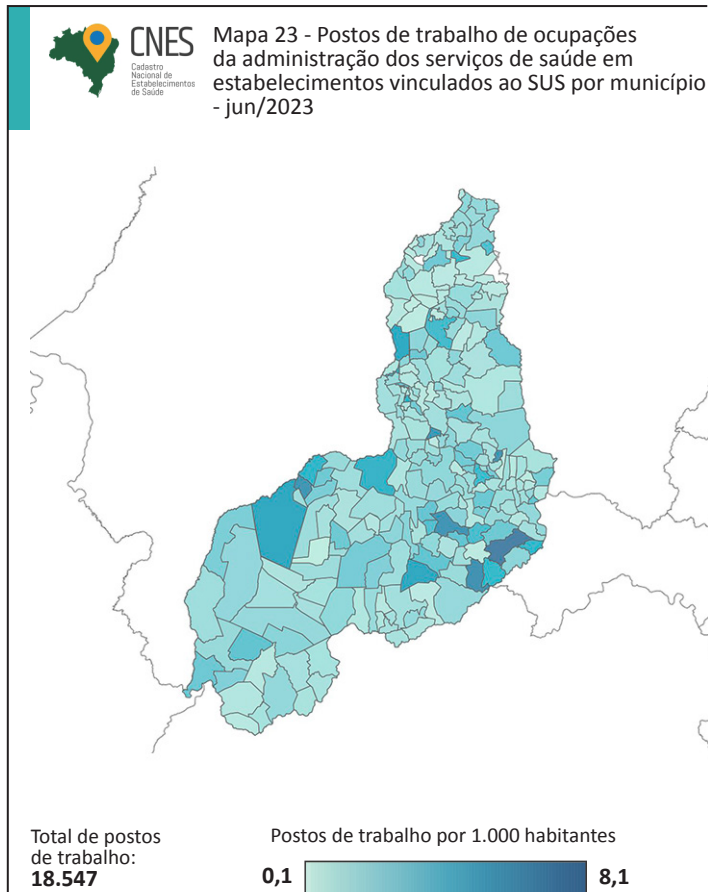 CNES
Cadastro
Nacional de
Estabelecimentos
de Saúde
Mapa 23 - Postos de trabalho de ocupações
da administração dos serviços de saúde em
estabelecimentos vinculados ao SUS por município
- jun/2023
Total de postos
de trabalho:
18.547
Postos de trabalho por 1.000 habitantes
0,1
8,1